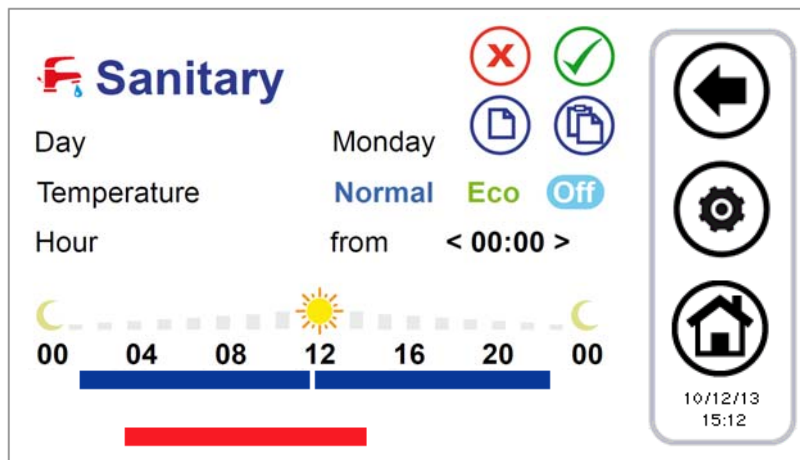 Sanitary
Day Monday
Temperature Normal Eco Off
Hour from < 00:00 >
00 04 08 12 16 20 00
10/12/13
15:12